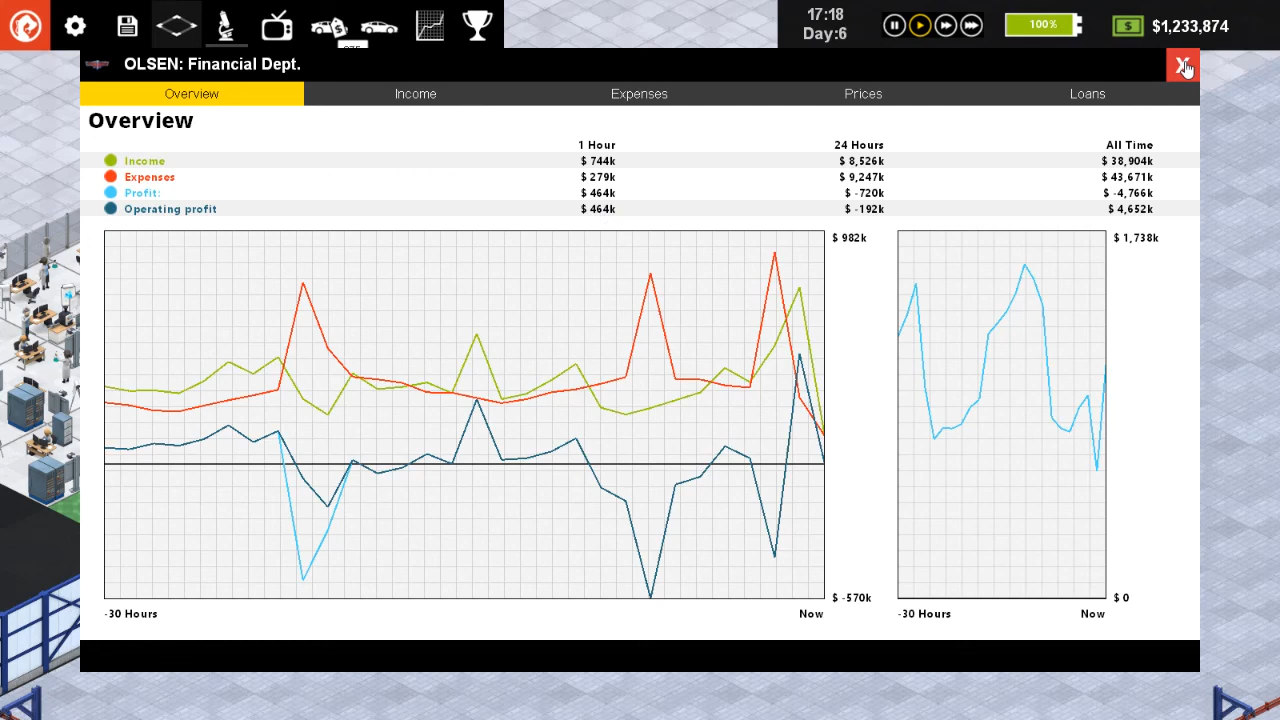 17:18
Day:6
100%
$
$1,233,874
OLSEN: Financial Dept.
X
Overview Income Expenses Prices Loans
Overview
1 Hour 24 Hours All Time
Income $ 744k $ 8,526k $ 38,904k
Expenses $ 279k $ 9,247k $ 43,671k
Profit: $ 464k $ -720k $ -4,766k
Operating profit $ 464k $ -192k $ 4,652k
$ 982k $ 1,738k
$ -570k $ 0
-30 Hours Now -30 Hours Now